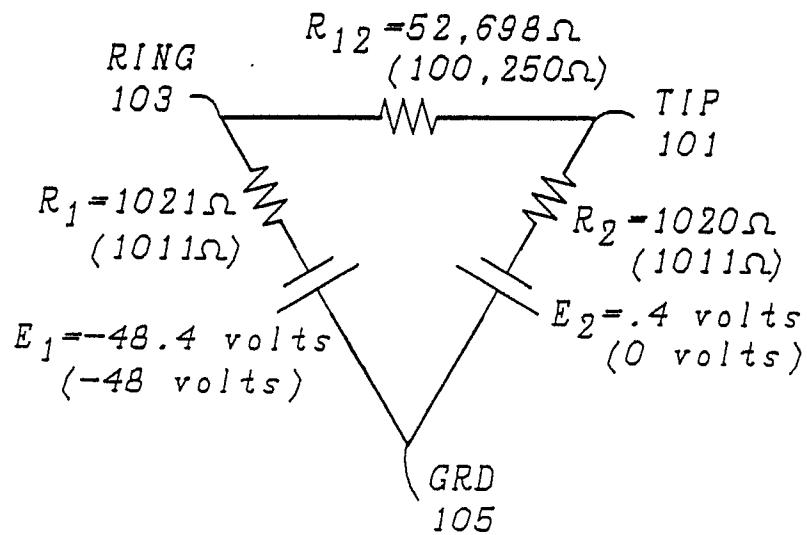 R12=52,698Ω
(100,250Ω)
RING
103
TIP
101
R1=1021Ω
(1011Ω)
R2=1020Ω
(1011Ω)
E1=-48.4 volts
(-48 volts)
E2=.4 volts
(0 volts)
GRD
105